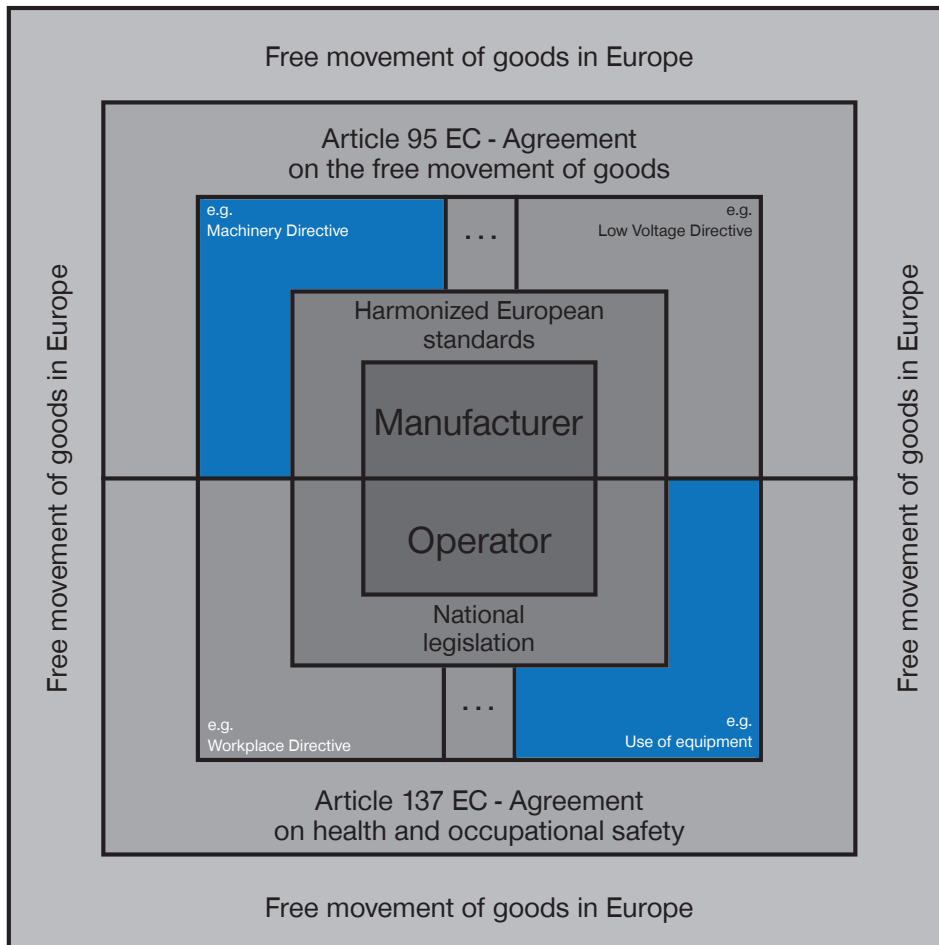 Free movement of goods in Europe
Article 95 EC - Agreement
on the free movement of goods
e.g.
Machinery Directive
...
e.g.
Low Voltage Directive
Harmonized European
standards
Manufacturer
Free movement of goods in Europe
Free movement of goods in Europe
Operator
National
legislation
e.g.
Workplace Directive
...
e.g.
Use of equipment
Article 137 EC - Agreement
on health and occupational safety
Free movement of goods in Europe